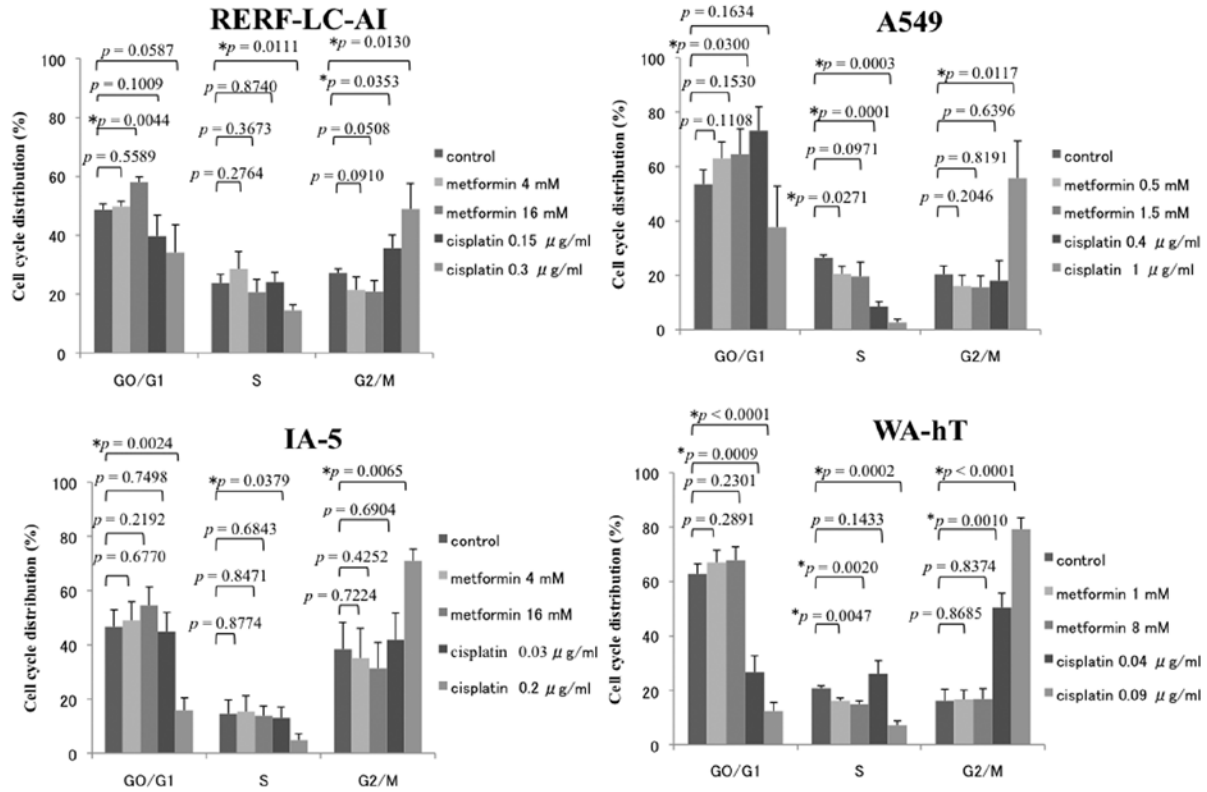 RERF-LC-AI
p = 0.0587
*p = 0.0111
*p = 0.0130
p = 0.1009
p = 0.8740
*p = 0.0353
*p = 0.0044
p = 0.3673
p = 0.0508
p = 0.5589
p = 0.2764
p = 0.0910
Cell cycle distribution (%)
100
80
60
40
20
0
GO/G1
S
G2/M
control
metformin 4 mM
metformin 16 mM
cisplatin 0.15 μg/ml
cisplatin 0.3 μg/ml
A549
p = 0.1634
*p = 0.0300
*p = 0.0003
*p = 0.0117
p = 0.1530
*p = 0.0001
p = 0.6396
p = 0.1108
p = 0.0971
p = 0.8191
*p = 0.0271
p = 0.2046
Cell cycle distribution (%)
100
80
60
40
20
0
GO/G1
S
G2/M
control
metformin 0.5 mM
metformin 1.5 mM
cisplatin 0.4 μg/ml
cisplatin 1 μg/ml
IA-5
*p = 0.0024
*p = 0.0379
*p = 0.0065
p = 0.7498
p = 0.6843
p = 0.6904
p = 0.2192
p = 0.8471
p = 0.4252
p = 0.6770
p = 0.8774
p = 0.7224
Cell cycle distribution (%)
100
80
60
40
20
0
GO/G1
S
G2/M
control
metformin 4 mM
metformin 16 mM
cisplatin 0.03 μg/ml
cisplatin 0.2 μg/ml
WA-hT
*p < 0.0001
*p = 0.0009
*p = 0.0002
*p < 0.0001
p = 0.2301
p = 0.1433
*p = 0.0010
p = 0.2891
*p = 0.0020
p = 0.8374
*p = 0.0047
p = 0.8685
Cell cycle distribution (%)
100
80
60
40
20
0
GO/G1
S
G2/M
control
metformin 1 mM
metformin 8 mM
cisplatin 0.04 μg/ml
cisplatin 0.09 μg/ml